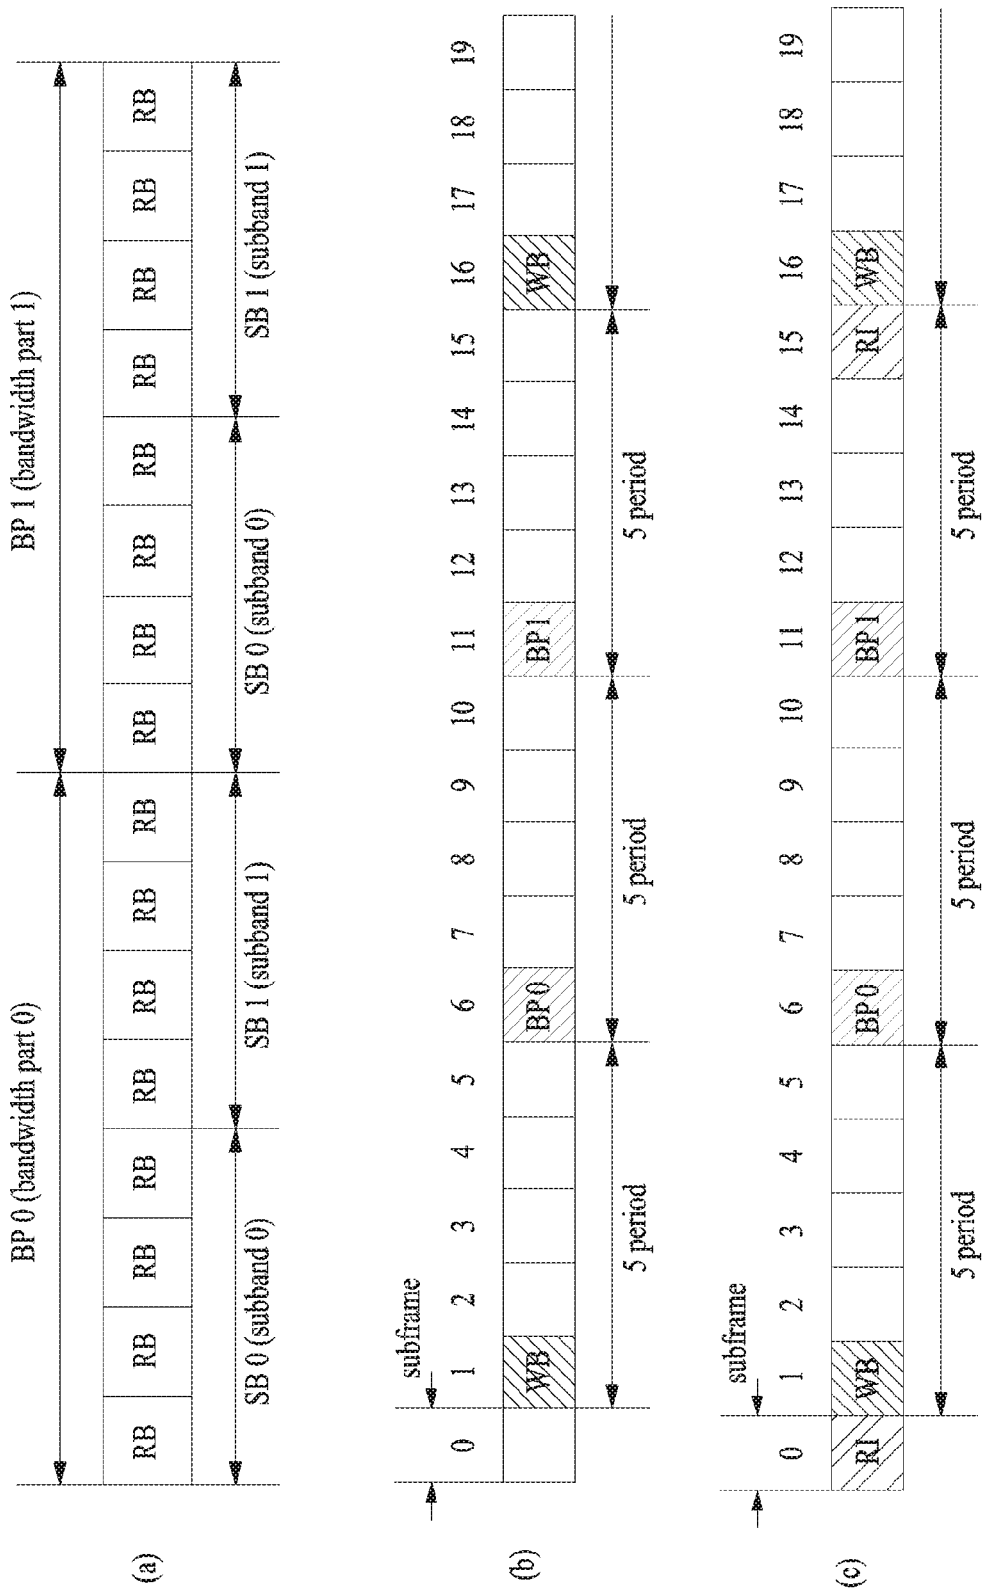 (a)
BP 0 (bandwidth part 0) BP 1 (bandwidth part 1)
RB RB RB RB RB RB RB RB RB RB RB RB RB RB RB RB
SB 0 (subband 0) SB 1 (subband 1) SB 0 (subband 0) SB 1 (subband 1)
(b)
subframe
0 1 2 3 4 5 6 7 8 9 10 11 12 13 14 15 16 17 18 19
WB BP 0 BP1 WB
5 period 5 period 5 period
(c)
subframe
0 1 2 3 4 5 6 7 8 9 10 11 12 13 14 15 16 17 18 19
RI WB BP 0 BP1 RI WB
5 period 5 period 5 period